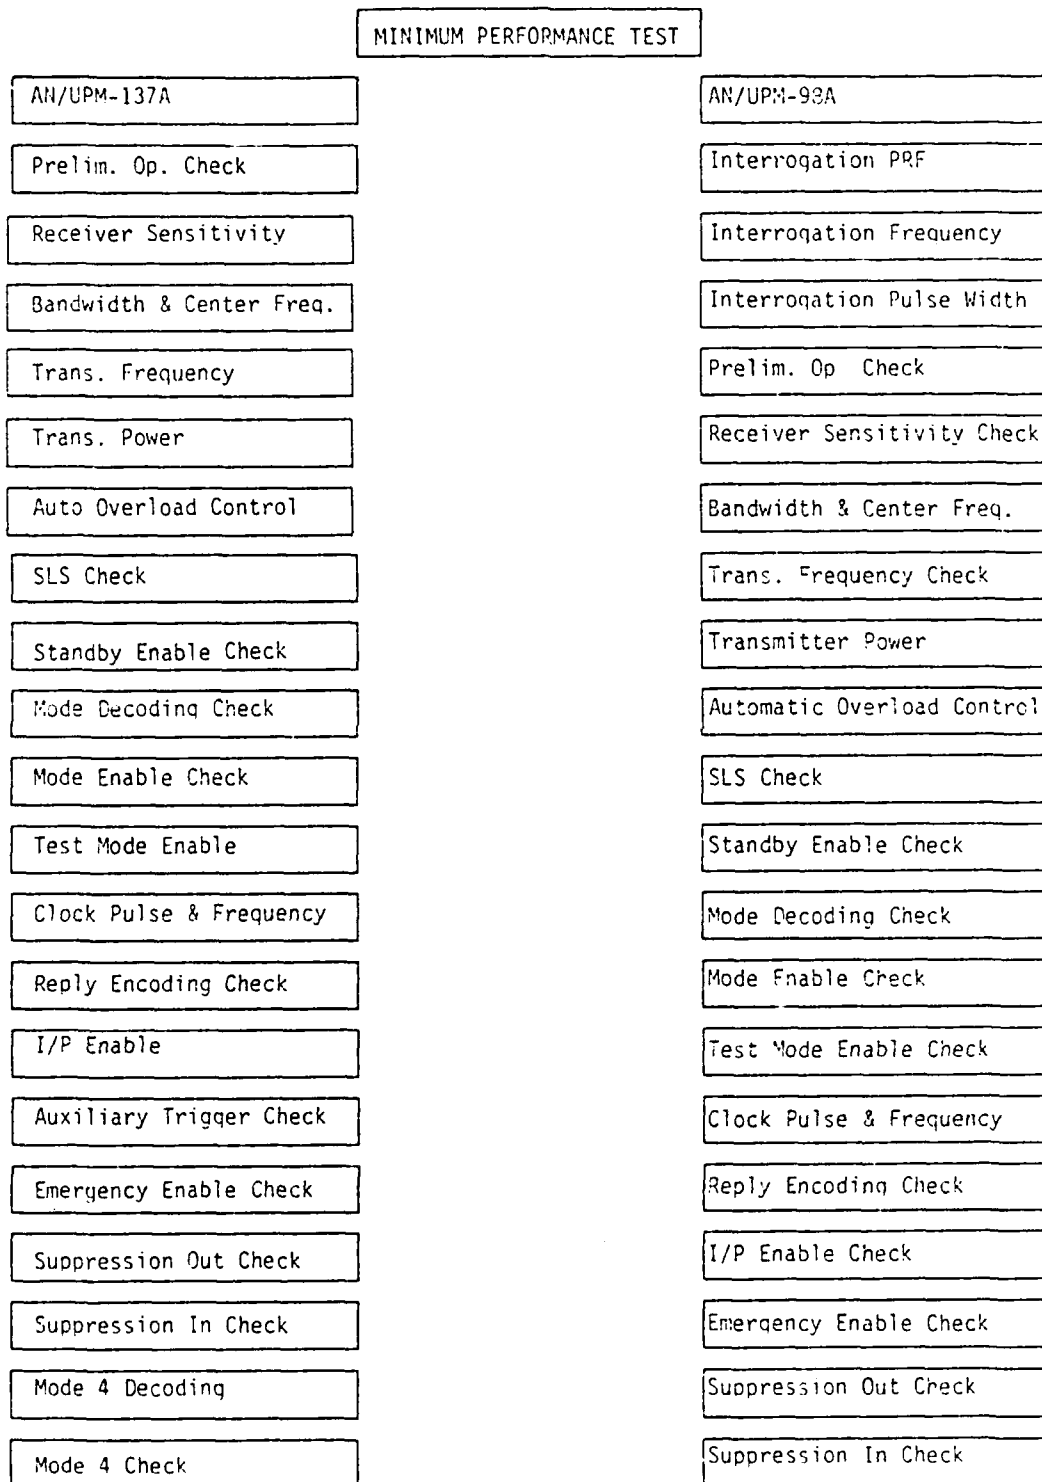 MINIMUM PERFORMANCE TEST
AN/UPM-137A
Prelim. Op. Check
Receiver Sensitivity
Bandwidth & Center Freq.
Trans. Frequency
Trans. Power
Auto Overload Control
SLS Check
Standby Enable Check
Mode Decoding Check
Mode Enable Check
Test Mode Enable
Clock Pulse & Frequency
Reply Encoding Check
I/P Enable
Auxiliary Trigger Check
Emergency Enable Check
Suppression Out Check
Suppression In Check
Mode 4 Decoding
Mode 4 Check
AN/UPM-98A
Interrogation PRF
Interrogation Frequency
Interrogation Pulse Width
Prelim. Op Check
Receiver Sensitivity Check
Bandwidth & Center Freq.
Trans. Frequency Check
Transmitter Power
Automatic Overload Control
SLS Check
Standby Enable Check
Mode Decoding Check
Mode Enable Check
Test Mode Enable Check
Clock Pulse & Frequency
Reply Encoding Check
I/P Enable Check
Emergency Enable Check
Suppression Out Check
Suppression In Check